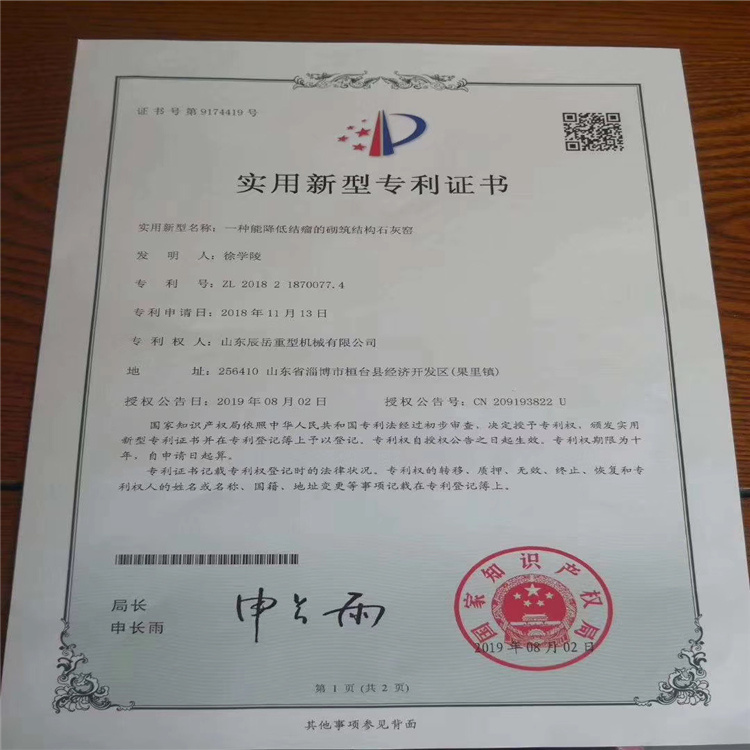 证书号第9174419号
实用新型专利证书
实用新型名称：一种能降低结瘤的砌筑结构石灰窑
发明人：徐学陵
专利号：ZL 2018 2 1870077.4
专利申请日：2018年11月13日
专利权人：山东辰岳重型机械有限公司
地址：256410 山东省淄博市桓台县经济开发区(果里镇)
授权公告日：2019年08月02日 授权公告号：CN 209193822 U
国家知识产权局依照中华人民共和国专利法经过初步审查，决定授予专利权，颁发实用
新型专利证书并在专利登记簿上予以登记。专利权自授权公告之日起生效。专利权期限为十
年，自申请日起算。
专利证书记载专利权登记时的法律状况。专利权的转移、质押、无效、终止、恢复和专
利权人的姓名或名称、国籍、地址变更等事项记载在专利登记簿上。
局长
申长雨
申长雨
国家知识产权局
2019年08月02日
第1页(共2页)
其他事项参见背面